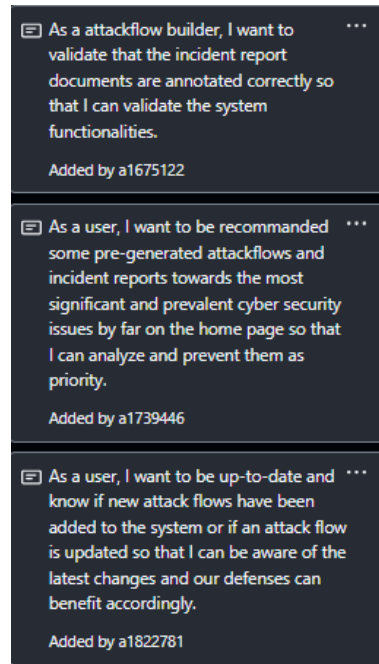 As a attackflow builder, I want to
validate that the incident report
documents are annotated correctly so
that I can validate the system
functionalities.
Added by a1675122
As a user, I want to be recommanded
some pre-generated attackflows and
incident reports towards the most
significant and prevalent cyber security
issues by far on the home page so that
I can analyze and prevent them as
priority.
Added by a1739446
As a user, I want to be up-to-date and
know if new attack flows have been
added to the system or if an attack flow
is updated so that I can be aware of the
latest changes and our defenses can
benefit accordingly.
Added by a1822781